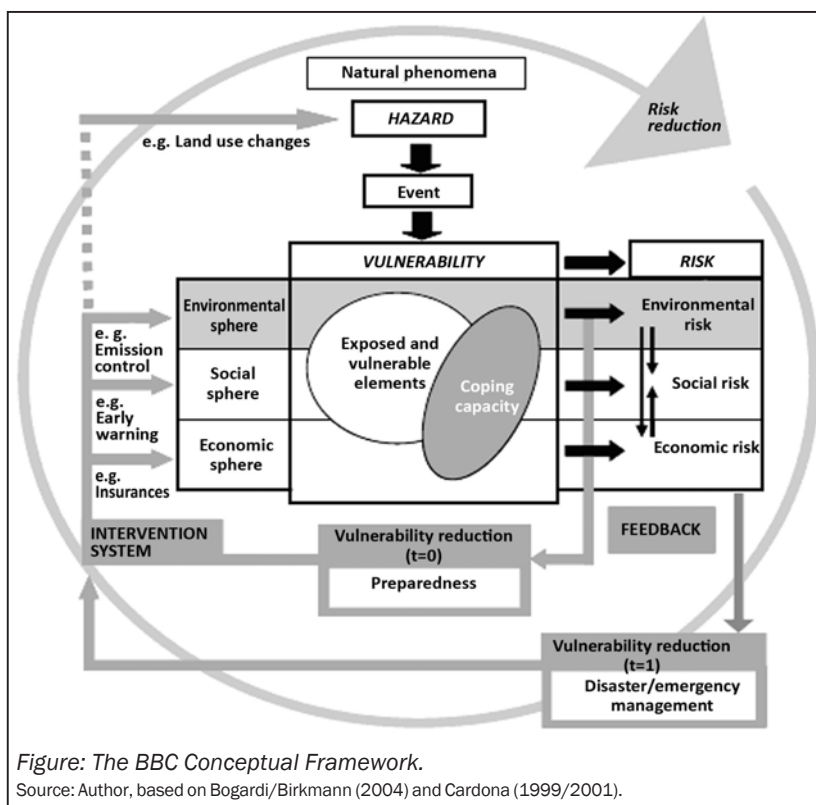 Natural phenomena
HAZARD
Risk
reduction
e.g. Land use changes
Event
VULNERABILITY
RISK
Environmental
sphere
Environmental
risk
e. g.
Emission
control
Exposed and
vulnerable
elements
Social
sphere
Coping
capacity
Social risk
e.g.
Early
warning
Economic
sphere
Economic risk
e.g.
Insurances
INTERVENTION
SYSTEM
Vulnerability reduction
(t=0)
Preparedness
FEEDBACK
Vulnerability reduction
(t=1)
Disaster/emergency
management
Figure: The BBC Conceptual Framework.
Source: Author, based on Bogardi/Birkmann (2004) and Cardona (1999/2001).